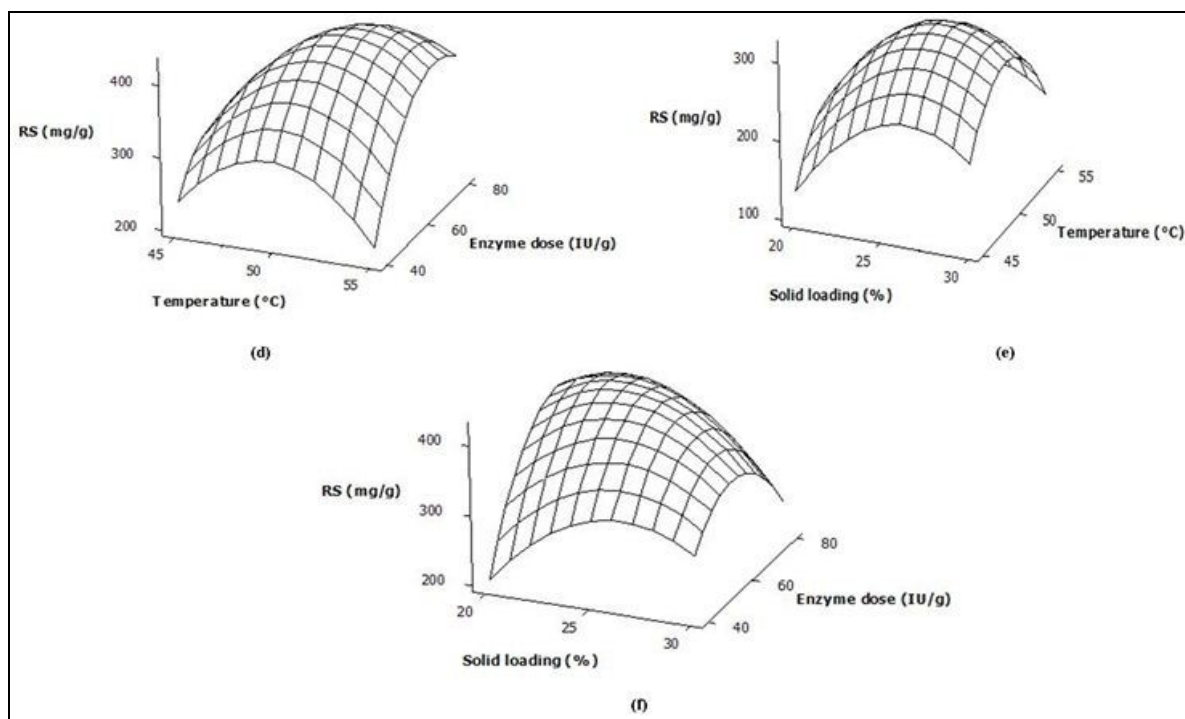 400
RS (mg/g)
300
200
45
50
55
Temperature (°C)
80
60
40
Enzyme dose (IU/g)
(d)
300
RS (mg/g)
200
100
20
25
30
Solid loading (%)
55
50
45
Temperature (°C)
(e)
400
RS (mg/g)
300
200
20
25
30
Solid loading (%)
80
60
40
Enzyme dose (IU/g)
(f)